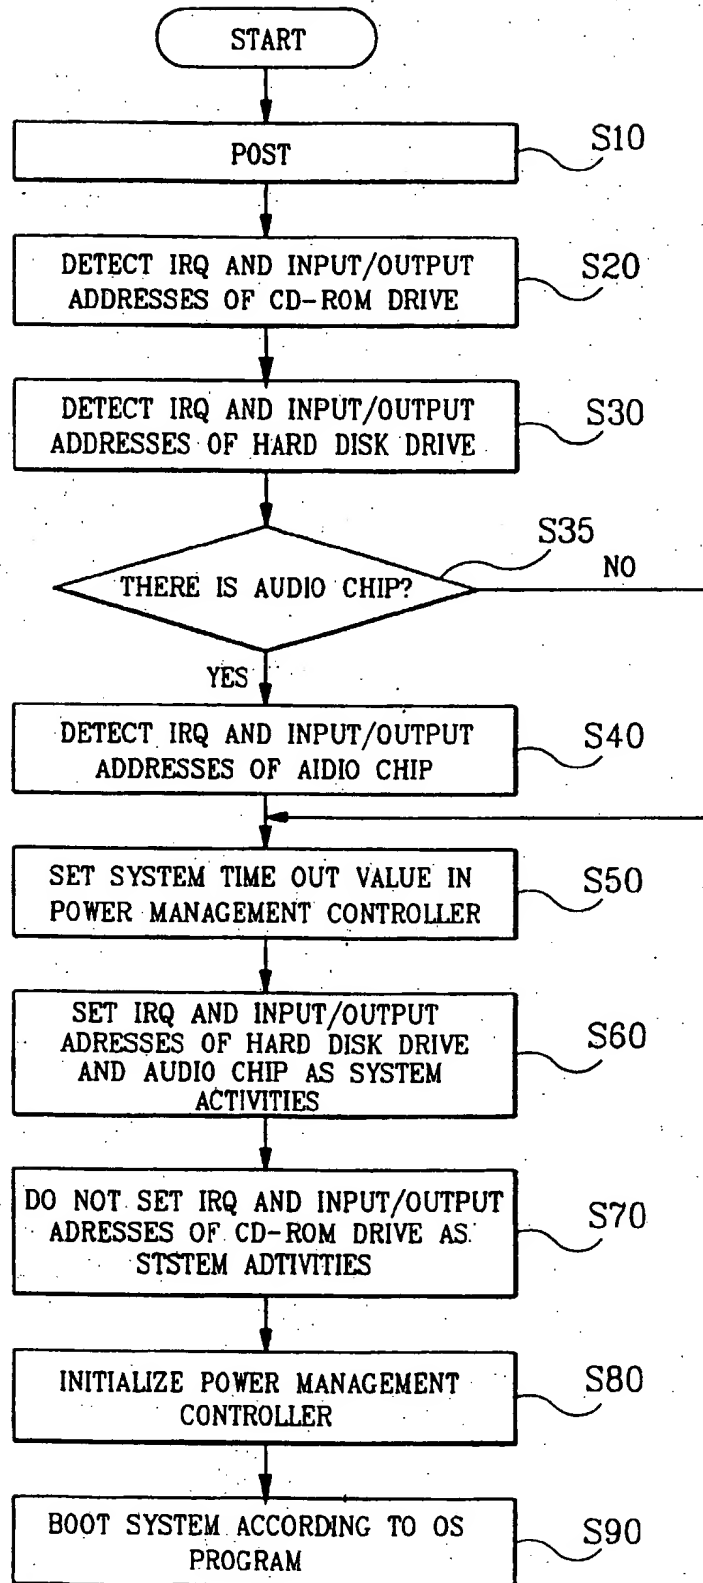 START
POST
S10
DETECT IRQ AND INPUT/OUTPUT
ADDRESSES OF CD-ROM DRIVE
S20
DETECT IRQ AND INPUT/OUTPUT
ADDRESSES OF HARD DISK DRIVE
S30
THERE IS AUDIO CHIP?
S35
NO
YES
DETECT IRQ AND INPUT/OUTPUT
ADDRESSES OF AIDIO CHIP
S40
SET SYSTEM TIME OUT VALUE IN
POWER MANAGEMENT CONTROLLER
S50
SET IRQ AND INPUT/OUTPUT
ADRESSES OF HARD DISK DRIVE
AND AUDIO CHIP AS SYSTEM
ACTIVITIES
S60
DO NOT SET IRQ AND INPUT/OUTPUT
ADRESSES OF CD-ROM DRIVE AS
STSTEM ADTIVITIES
S70
INITIALIZE POWER MANAGEMENT
CONTROLLER
S80
BOOT SYSTEM ACCORDING TO OS
PROGRAM
S90